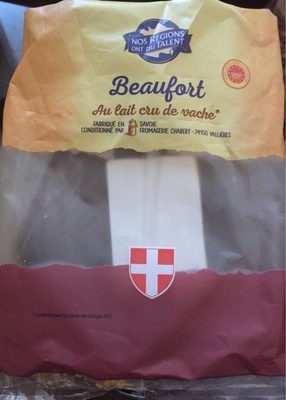 NOS RÉGIONS
ONT DU TALENT
Beaufort
Au lait cru de vache*
FABRIQUÉ EN SAVOIE
CONDITIONNÉ PAR FROMAGERIE CHABERT - 74150 VALLIÈRES